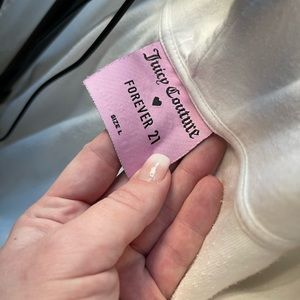 Juicy Couture
♥
FOREVER 21
SIZE L